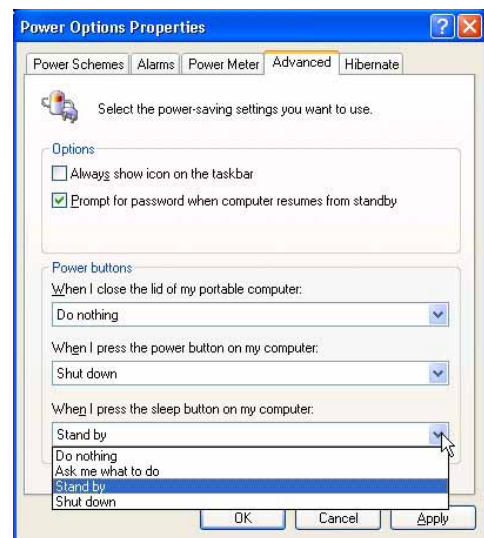 Power Options Properties
Power Schemes Alarms Power Meter Advanced Hibernate
Select the power-saving settings you want to use.
Options
Always show icon on the taskbar
Prompt for password when computer resumes from standby
Power buttons
When I close the lid of my portable computer:
Do nothing
When I press the power button on my computer:
Shut down
When I press the sleep button on my computer:
Stand by
Do nothing
Ask me what to do
Stand by
Shut down
OK Cancel Apply